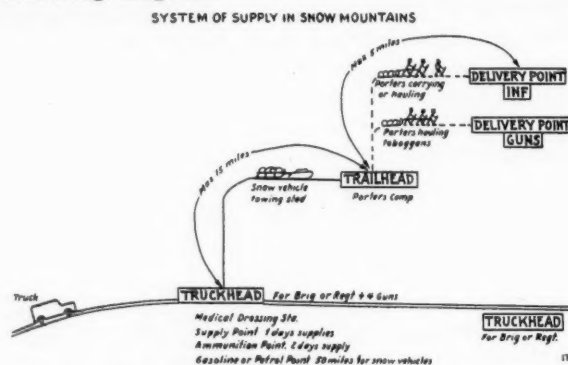 SYSTEM OF SUPPLY IN SNOW MOUNTAINS
Max 5 miles
Porters carrying
or hauling
DELIVERY POINT
INF
Porters hauling
toboggans
DELIVERY POINT
GUNS
Max 15 miles
Snow vehicle
towing sled
TRAILHEAD
Porters Camp
Truck
TRUCKHEAD
For Brig or Regt + 4 Guns
Medical Dressing Sta.
Supply Point 1 days supplies
Ammunition Point. 2 days supply
Gasoline or Petrol Point 50 miles for snow vehicles
TRUCKHEAD
For Brig or Regt.